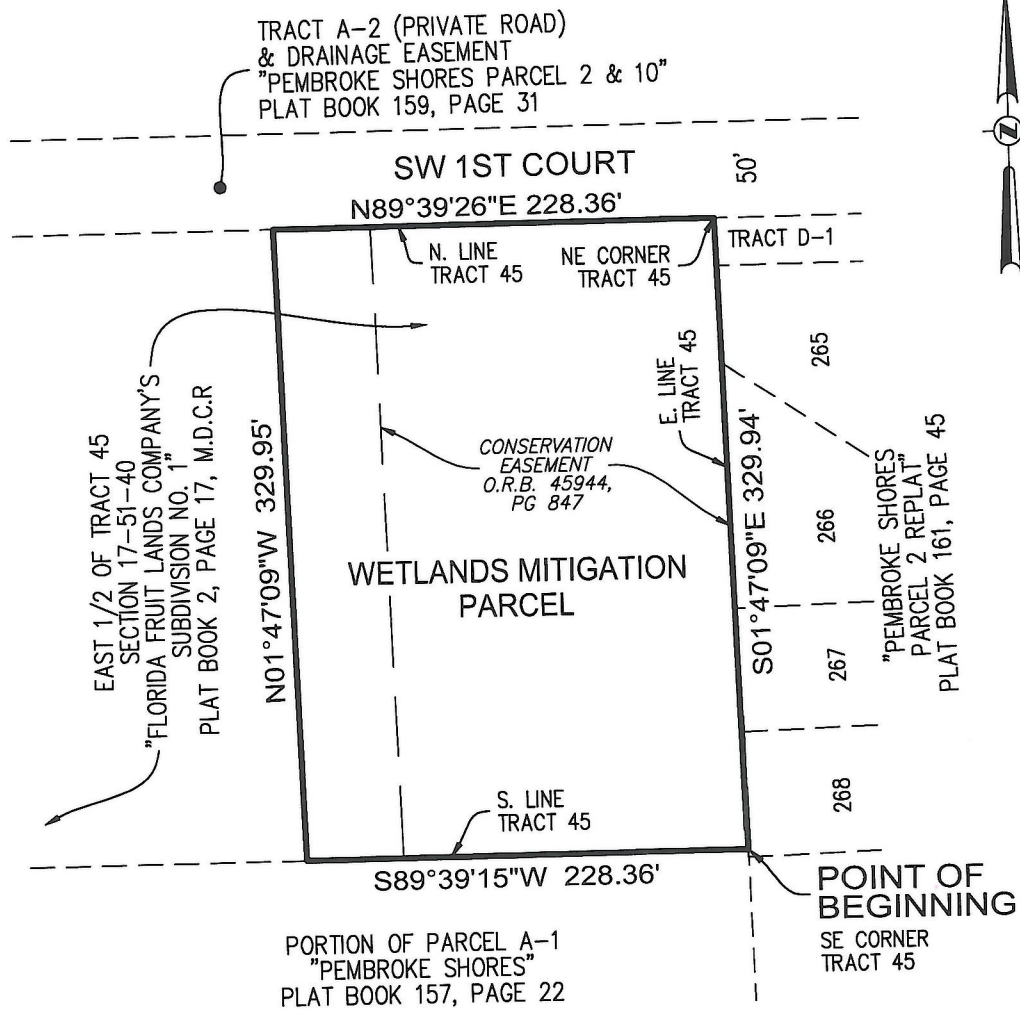 TRACT A-2 (PRIVATE ROAD)
& DRAINAGE EASEMENT
"PEMBROKE SHORES PARCEL 2 & 10"
PLAT BOOK 159, PAGE 31
SW 1ST COURT
50'
N89°39'26"E 228.36'
N. LINE
TRACT 45
NE CORNER
TRACT 45
TRACT D-1
Z
265
E. LINE
TRACT 45
EAST 1/2 OF TRACT 45
SECTION 17-51-40
"FLORIDA FRUIT LANDS COMPANY'S
SUBDIVISION NO. 1"
PLAT BOOK 2, PAGE 17, M.D.C.R
N01°47'09"W 329.95'
CONSERVATION
EASEMENT
O.R.B. 45944,
PG 847
S01°47'09"E 329.94'
266
"PEMBROKE SHORES
PARCEL 2 REPLAT"
PLAT BOOK 161, PAGE 45
WETLANDS MITIGATION
PARCEL
267
268
S. LINE
TRACT 45
S89°39'15"W 228.36'
POINT OF
BEGINNING
SE CORNER
TRACT 45
PORTION OF PARCEL A-1
"PEMBROKE SHORES"
PLAT BOOK 157, PAGE 22